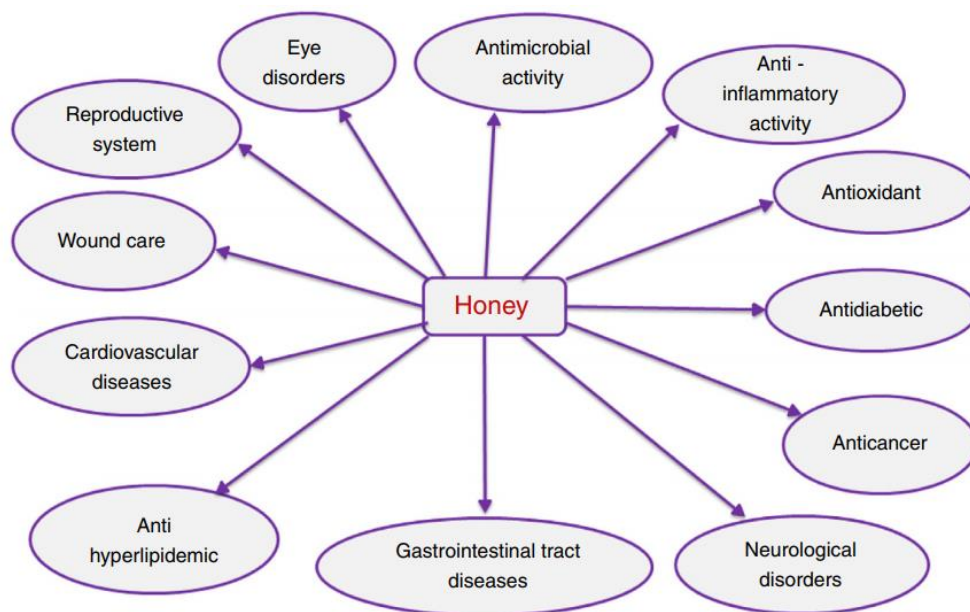 Eye
disorders
Antimicrobial
activity
Anti -
inflammatory
activity
Reproductive
system
Antioxidant
Wound care
Honey
Antidiabetic
Cardiovascular
diseases
Anticancer
Anti
hyperlipidemic
Gastrointestinal tract
diseases
Neurological
disorders